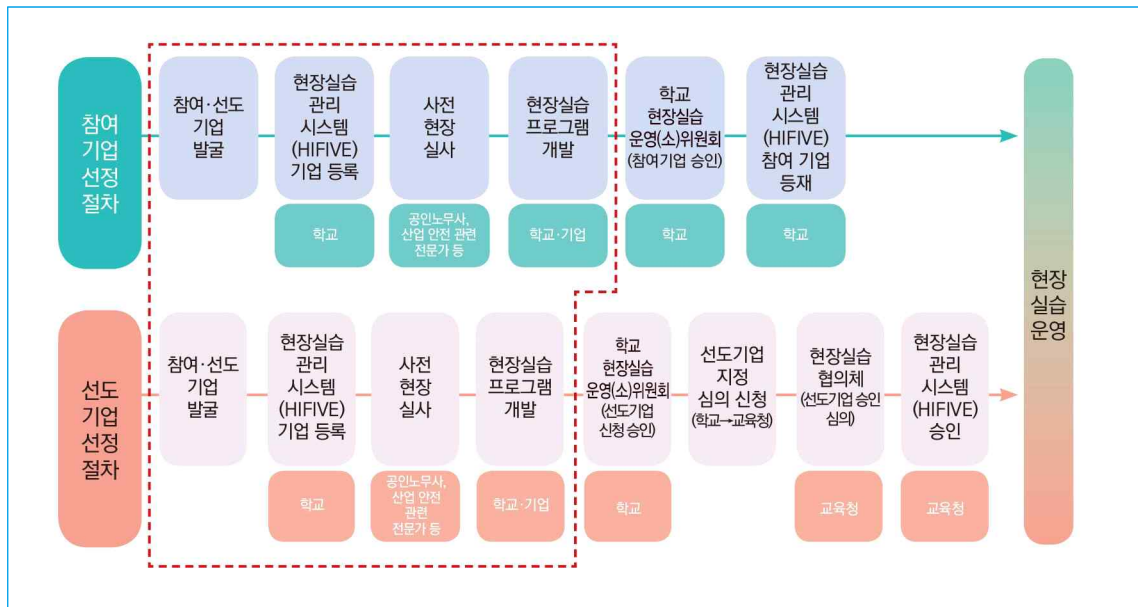 참여
기업
선정
절차
참여·선도
기업
발굴
현장실습
관리
시스템
(HIFIVE)
기업 등록
학교
사전
현장
실사
공인노무사,
산업 안전 관련
전문가 등
현장실습
프로그램
개발
학교·기업
학교
현장실습
운영(소)위원회
(참여기업 승인)
학교
현장실습
관리
시스템
(HIFIVE)
참여 기업
등재
학교
선도
기업
선정
절차
참여·선도
기업
발굴
현장실습
관리
시스템
(HIFIVE)
기업 등록
학교
사전
현장
실사
공인노무사,
산업 안전
관련
전문가 등
현장실습
프로그램
개발
학교·기업
학교
현장실습
운영(소)위원회
(선도기업
신청 승인)
학교
선도기업
지정
심의 신청
(학교→교육청)
현장실습
협의체
(선도기업 승인
심의)
교육청
현장실습
관리
시스템
(HIFIVE)
승인
교육청
현장
실습
운영